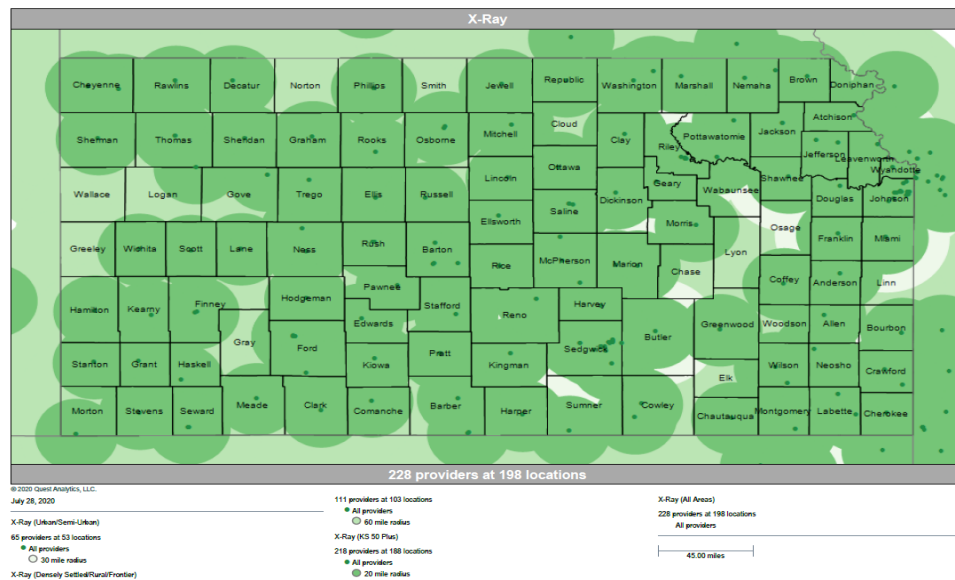 X-Ray
Cheyenne Rawlins Decatur Norton Phillips Smith Jewell Republic Washington Marshall Nemaha Brown Doniphan
Sherman Thomas Sheridan Graham Rooks Osborne Mitchell Cloud Clay Riley Pottawatomie Jackson Atchison
Jefferson Leavenworth Wyandotte
Wallace Logan Gove Trego Ellis Russell Lincoln Ottawa Saline Dickinson Geary Wabaunsee Shawnee Douglas Johnson
Greeley Wichita Scott Lane Ness Rush Barton Ellsworth Rice McPherson Marion Morris Chase Lyon Osage Franklin Miami
Hamilton Kearny Finney Hodgeman Pawnee Stafford Reno Harvey Coffey Anderson Linn
Gray Ford Edwards Kiowa Pratt Kingman Sedgwick Butler Greenwood Woodson Allen Bourbon
Stanton Grant Haskell Elk Wilson Neosho Crawford
Morton Stevens Seward Meade Clark Comanche Barber Harper Sumner Cowley Chautauqua Montgomery Labette Cherokee
228 providers at 198 locations
© 2020 Quest Analytics, LLC.
July 28, 2020
X-Ray (Urban/Semi-Urban)
65 providers at 53 locations
All providers
30 mile radius
X-Ray (Densely Settled/Rural/Frontier)
111 providers at 103 locations
All providers
60 mile radius
X-Ray (KS 50 Plus)
218 providers at 188 locations
All providers
20 mile radius
X-Ray (All Areas)
228 providers at 198 locations
All providers
45.00 miles